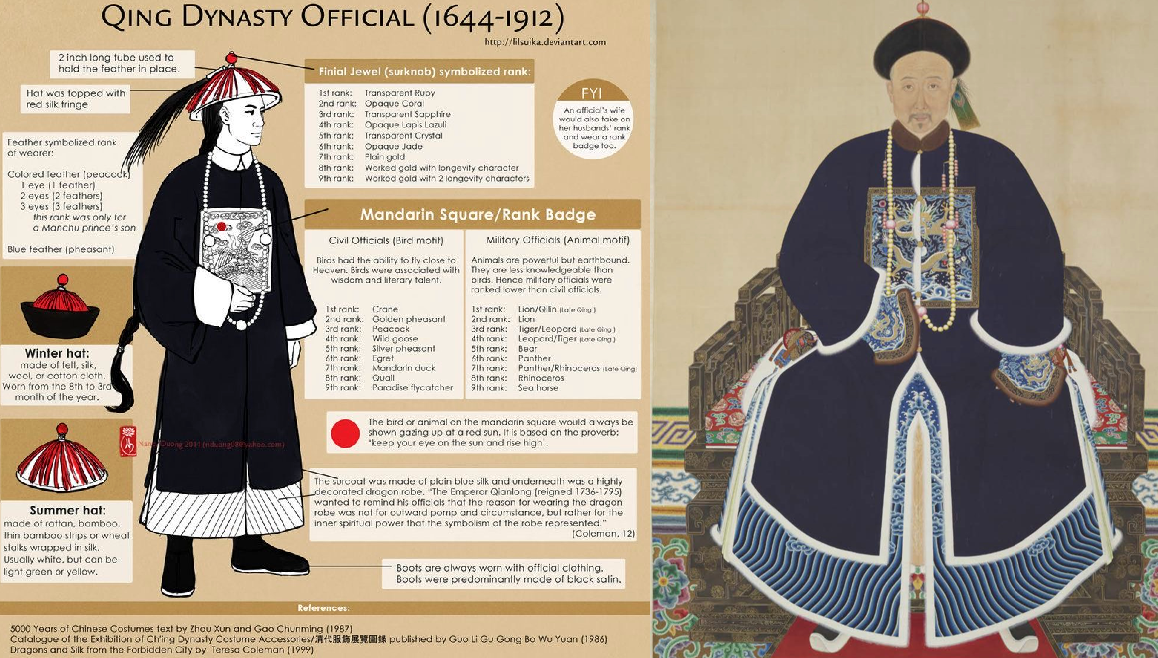 QING DYNASTY OFFICIAL (1644-1912)
http://lilsuika.deviantart.com
2 inch long tube used to
hold the feather in place.
Hat was topped with
red silk fringe
Feather symbolized rank
of wearer:
Colored feather (peacock)
1 eye (1 feather)
2 eyes (2 feathers)
3 eyes (3 feathers)
this rank was only for
a Manchu prince's son
Blue feather (pheasant)
Winter hat:
made of felt, silk,
wool, or cotton cloth.
Worn from the 8th to 3rd
month of the year.
Summer hat:
made of rattan, bamboo,
thin bamboo strips or wheat
stalks wrapped in silk.
Usually white, but can be
light green or yellow.
Finial Jewel (surknob) symbolized rank:
1st rank: Transparent Ruby
2nd rank: Opaque Coral
3rd rank: Transparent Sapphire
4th rank: Opaque Lapis Lazuli
5th rank: Transparent Crystal
6th rank: Opaque Jade
7th rank: Plain gold
8th rank: Worked gold with longevity character
9th rank: Worked gold with 2 longevity characters
FYI
An official's wife
would also take on
her husbands' rank
and wear a rank
badge too.
Mandarin Square/Rank Badge
Civil Officials (Bird motif)
Birds had the ability to fly close to
Heaven. Birds were associated with
wisdom and literary talent.
1st rank: Crane
2nd rank: Golden pheasant
3rd rank: Peacock
4th rank: Wild goose
5th rank: Silver pheasant
6th rank: Egret
7th rank: Mandarin duck
8th rank: Quail
9th rank: Paradise flycatcher
Military Officials (Animal motif)
Animals are powerful but earthbound.
They are less knowledgeable than
birds. Hence military officials were
ranked lower than civil officials.
1st rank: Lion/Qilin (Late Qing)
2nd rank: Lion
3rd rank: Tiger/Leopard (Late Qing)
4th rank: Leopard/Tiger (Late Qing)
5th rank: Bear
6th rank: Panther
7th rank: Panther/Rhinoceros (Late Qing)
8th rank: Rhinoceros
9th rank: Sea horse
The bird or animal on the mandarin square would always be
shown gazing up at a red sun. It is based on the proverb:
"keep your eye on the sun and rise high"
The surcoat was made of plain blue silk and underneath was a highly
decorated dragon robe. "The Emperor Qianlong (reigned 1736-1795)
wanted to remind his officials that the reason for wearing the dragon
robe was not for outward pomp and circumstance, but rather for the
inner spiritual power that the symbolism of the robe represented."
(Coleman, 12)
Boots are always worn with official clothing.
Boots were predominantly made of black satin.
References:
5000 Years of Chinese Costumes text by Zhou Xun and Gao Chunming (1987)
Catalogue of the Exhibition of Ch'ing Dynasty Costume Accessories/清代服飾展覽圖錄 published by Guo Li Gu Gong Bo Wu Yuan (1986)
Dragons and Silk from the Forbidden City by Teresa Coleman (1999)